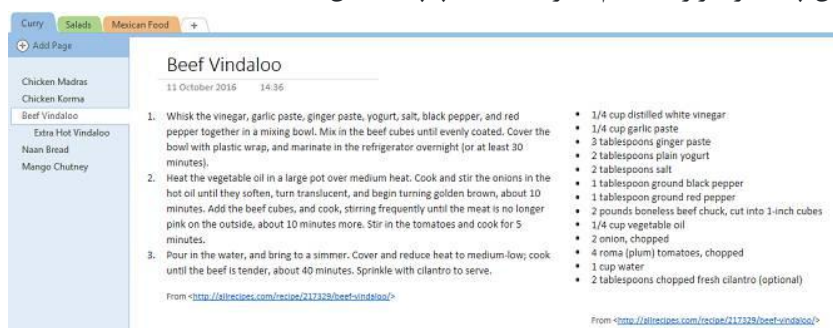 Curry Salads Mexican Food +
Add Page
Chicken Madras
Chicken Korma
Beef Vindaloo
Extra Hot Vindaloo
Naan Bread
Mango Chutney
Beef Vindaloo
11 October 2016 14:36
1. Whisk the vinegar, garlic paste, ginger paste, yogurt, salt, black pepper, and red
pepper together in a mixing bowl. Mix in the beef cubes until evenly coated. Cover the
bowl with plastic wrap, and marinate in the refrigerator overnight (or at least 30
minutes).
2. Heat the vegetable oil in a large pot over medium heat. Cook and stir the onions in the
hot oil until they soften, turn translucent, and begin turning golden brown, about 10
minutes. Add the beef cubes, and cook, stirring frequently until the meat is no longer
pink on the outside, about 10 minutes more. Stir in the tomatoes and cook for 5
minutes.
3. Pour in the water, and bring to a simmer. Cover and reduce heat to medium-low; cook
until the beef is tender, about 40 minutes. Sprinkle with cilantro to serve.
From <http://allrecipes.com/recipe/217329/beef-vindaloo/>
• 1/4 cup distilled white vinegar
• 1/4 cup garlic paste
• 3 tablespoons ginger paste
• 2 tablespoons plain yogurt
• 2 tablespoons salt
• 1 tablespoon ground black pepper
• 1 tablespoon ground red pepper
• 2 pounds boneless beef chuck, cut into 1-inch cubes
• 1/4 cup vegetable oil
• 2 onion, chopped
• 4 roma (plum) tomatoes, chopped
• 1 cup water
• 2 tablespoons chopped fresh cilantro (optional)
From <http://allrecipes.com/recipe/217329/beef-vindaloo/>